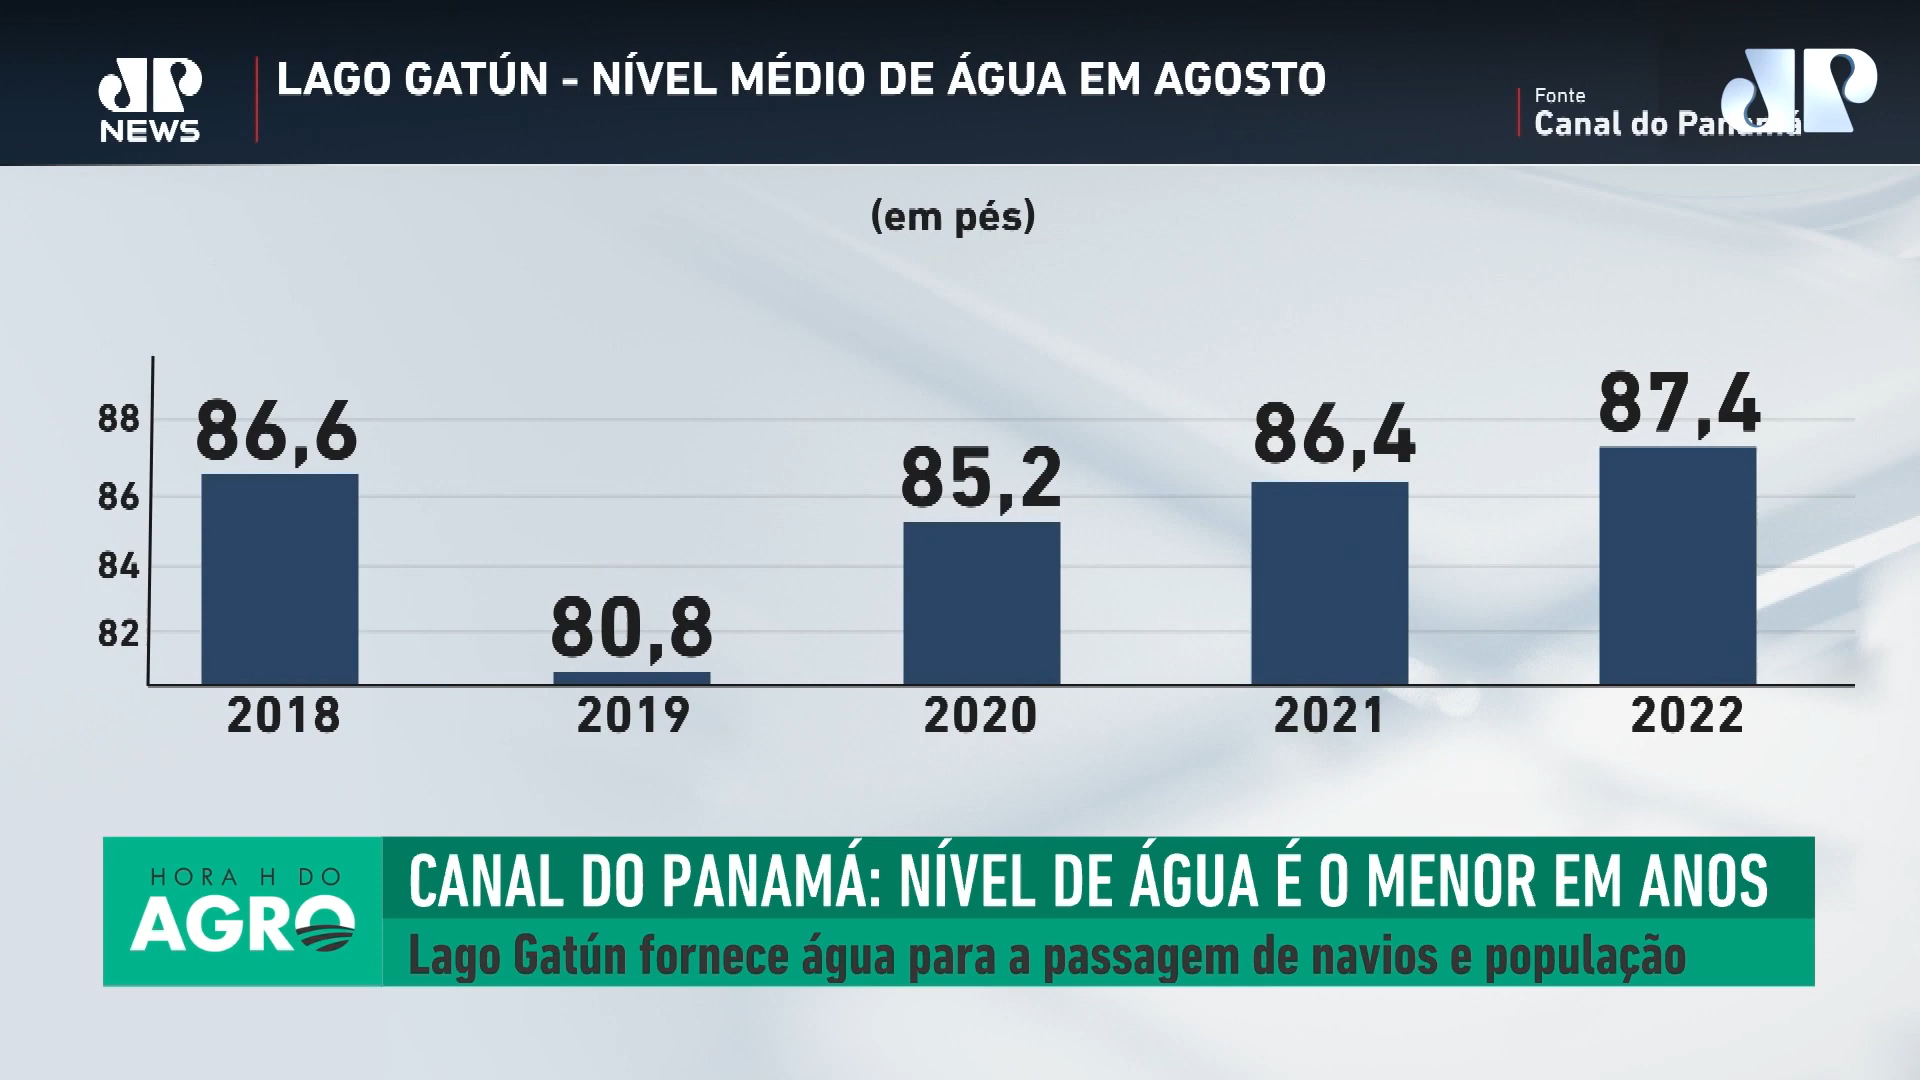 JP
NEWS
LAGO GATÚN - NÍVEL MÉDIO DE ÁGUA EM AGOSTO
Fonte
Canal do Panamá
JP
(em pés)
88
86
84
82
86,6
80,8
85,2
86,4
87,4
2018
2019
2020
2021
2022
HORA H DO
AGRO
CANAL DO PANAMÁ: NÍVEL DE ÁGUA É O MENOR EM ANOS
Lago Gatún fornece água para a passagem de navios e população